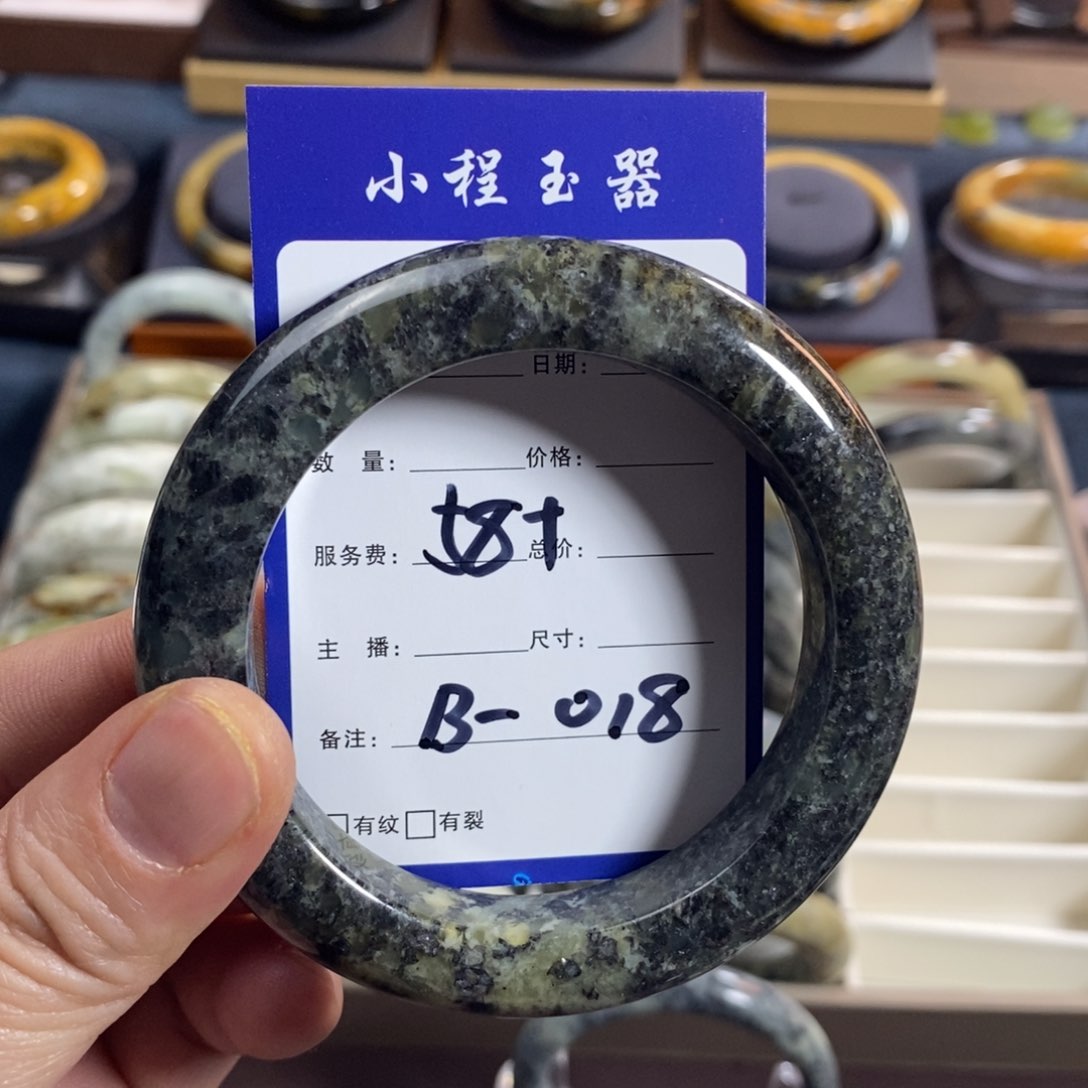 小程玉器
日期:
数 量: 价格:
服务费: 总价:
主 播: 尺寸:
备注: B-018
有纹 有裂